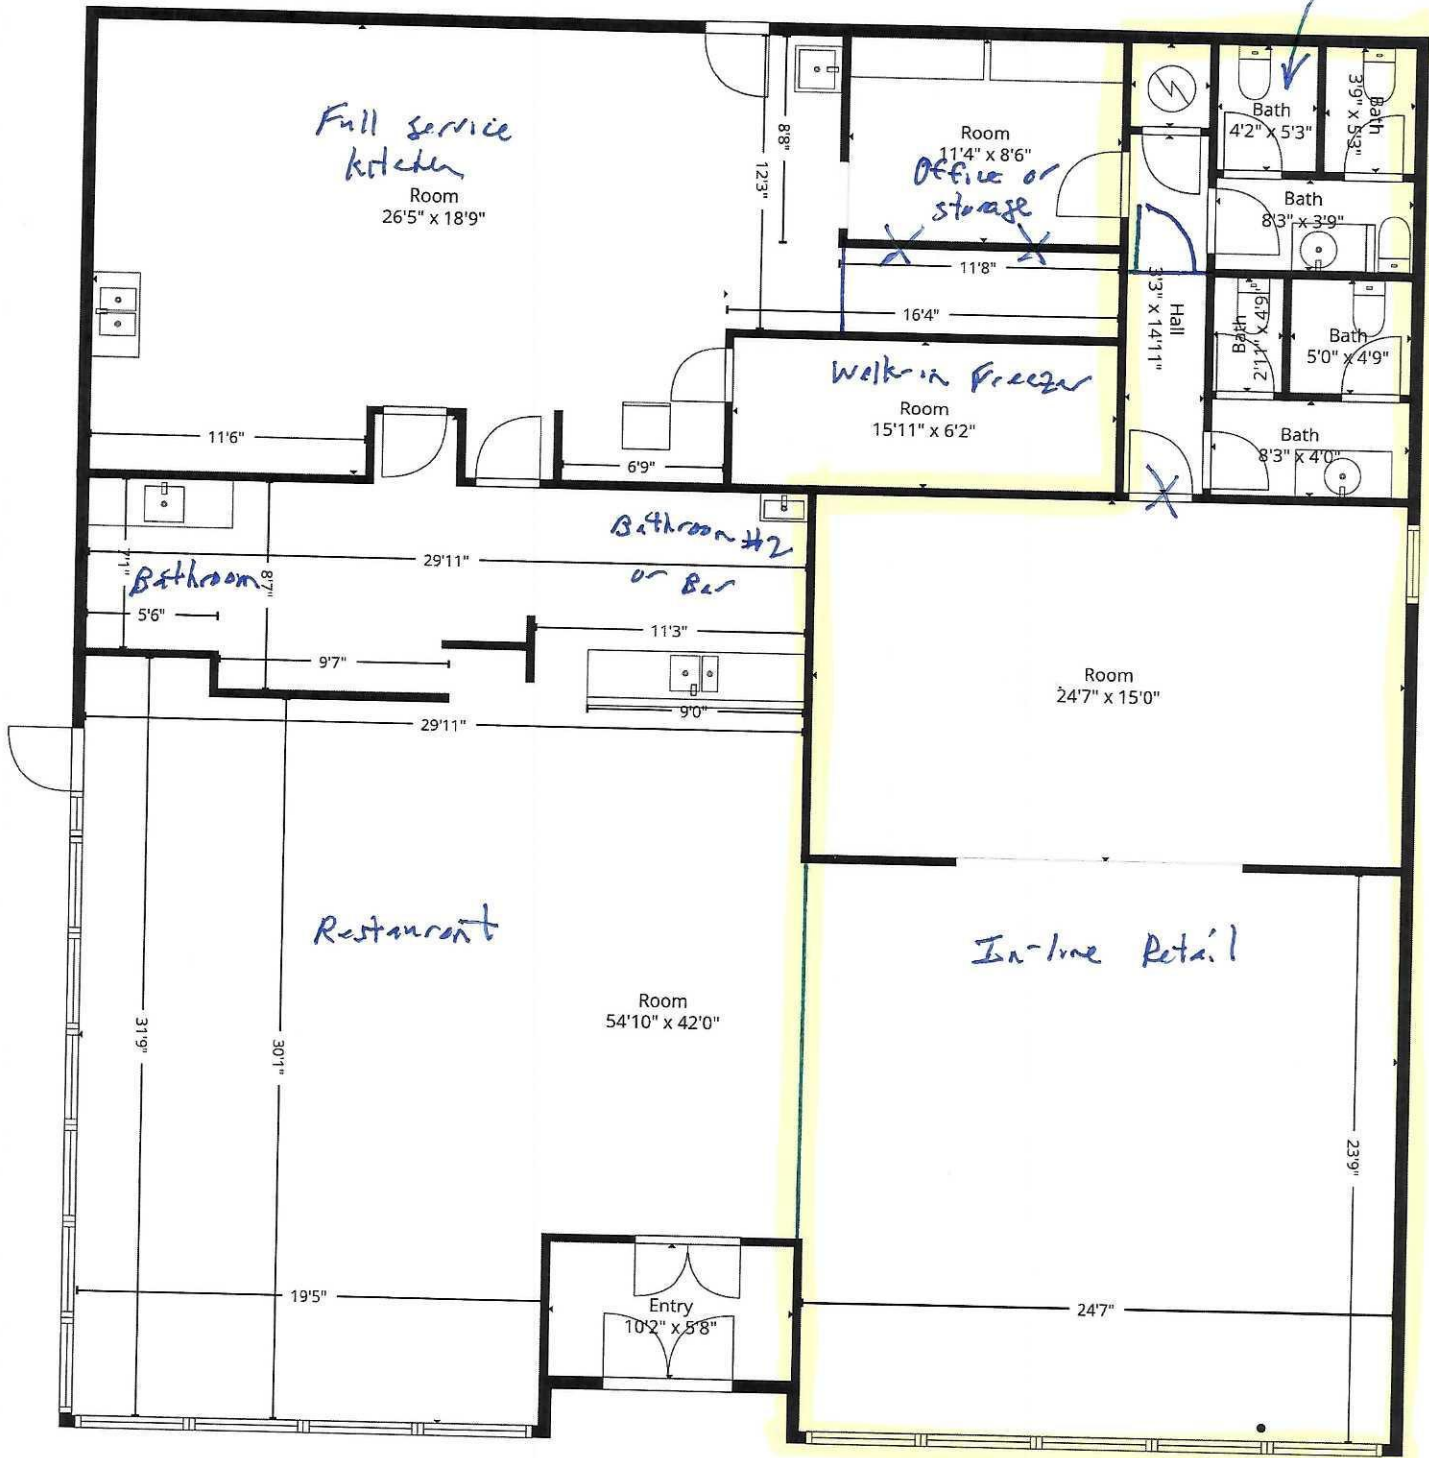 Full service
kitchen
Room
26'5" x 18'9"
8'8"
12'3"
Room
11'4" x 8'6"
Office or
storage
11'8"
16'4"
Bath
4'2" x 5'3"
Bath
3'9" x 5'3"
Bath
8'3" x 3'9"
Hall
3'3" x 14'11"
Bath
2'11" x 4'9"
Bath
5'0" x 4'9"
Bath
8'3" x 4'0"
Walk-in Freezer
Room
15'11" x 6'2"
11'6"
6'9"
7'1"
Bathroom
8'7"
29'11"
Bathroom #2
or Bar
5'6"
9'7"
11'3"
9'0"
29'11"
Room
24'7" x 15'0"
Restaurant
In-line Retail
Room
54'10" x 42'0"
31'9"
30'1"
23'9"
19'5"
Entry
10'2" x 5'8"
24'7"